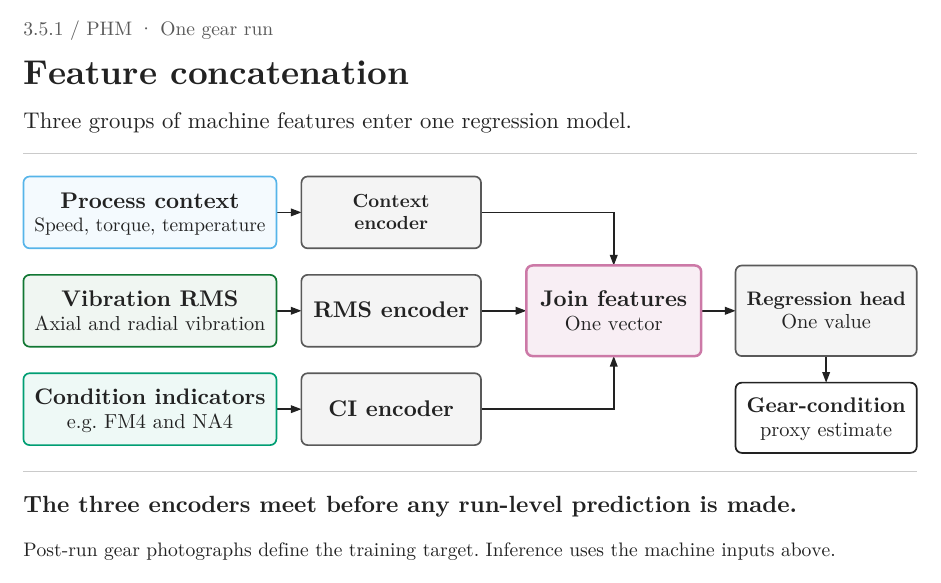 3.5.1 / PHM · One gear run
Feature concatenation
Three groups of machine features enter one regression model.
Process context
Speed, torque, temperature
Context
encoder
Vibration RMS
Axial and radial vibration
RMS encoder
Join features
One vector
Regression head
One value
Condition indicators
e.g. FM4 and NA4
CI encoder
Gear-condition
proxy estimate
The three encoders meet before any run-level prediction is made.
Post-run gear photographs define the training target. Inference uses the machine inputs above.